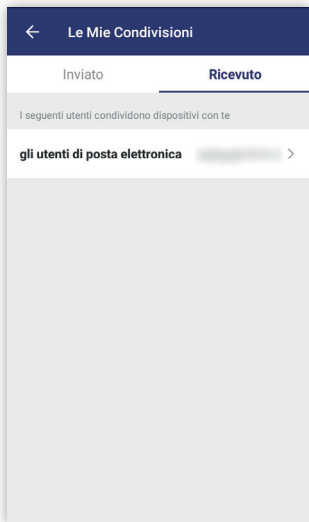 Le Mie Condivisioni
Inviato Ricevuto
I seguenti utenti condividono dispositivi con te
gli utenti di posta elettronica